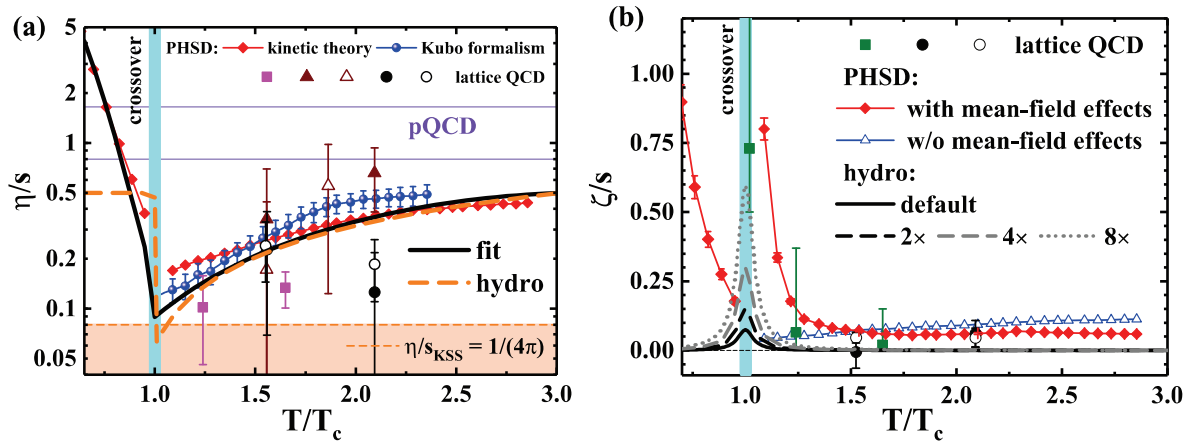 (a)
5
2
1
0.5
0.2
0.1
0.05
η/s
crossover
PHSD: kinetic theory Kubo formalism
lattice QCD
pQCD
fit
hydro
η/s_KSS = 1/(4π)
1.0 1.5 2.0 2.5 3.0
T/T_c
(b)
1.00
0.75
0.50
0.25
0.00
ζ/s
crossover
lattice QCD
PHSD:
with mean-field effects
w/o mean-field effects
hydro:
default
2× 4× 8×
1.0 1.5 2.0 2.5 3.0
T/T_c